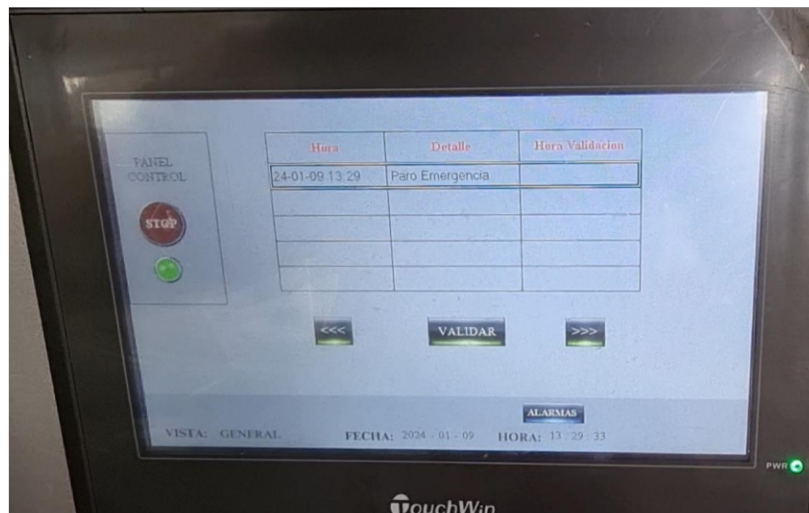 PANEL
CONTROL
STOP
Hora Detalle Hora Validacion
24-01-09 13:29 Paro Emergencia
<<< VALIDAR >>>
ALARMAS
VISTA: GENERAL FECHA: 2024 - 01 - 09 HORA: 13 : 29 : 33
PWR
TouchWin